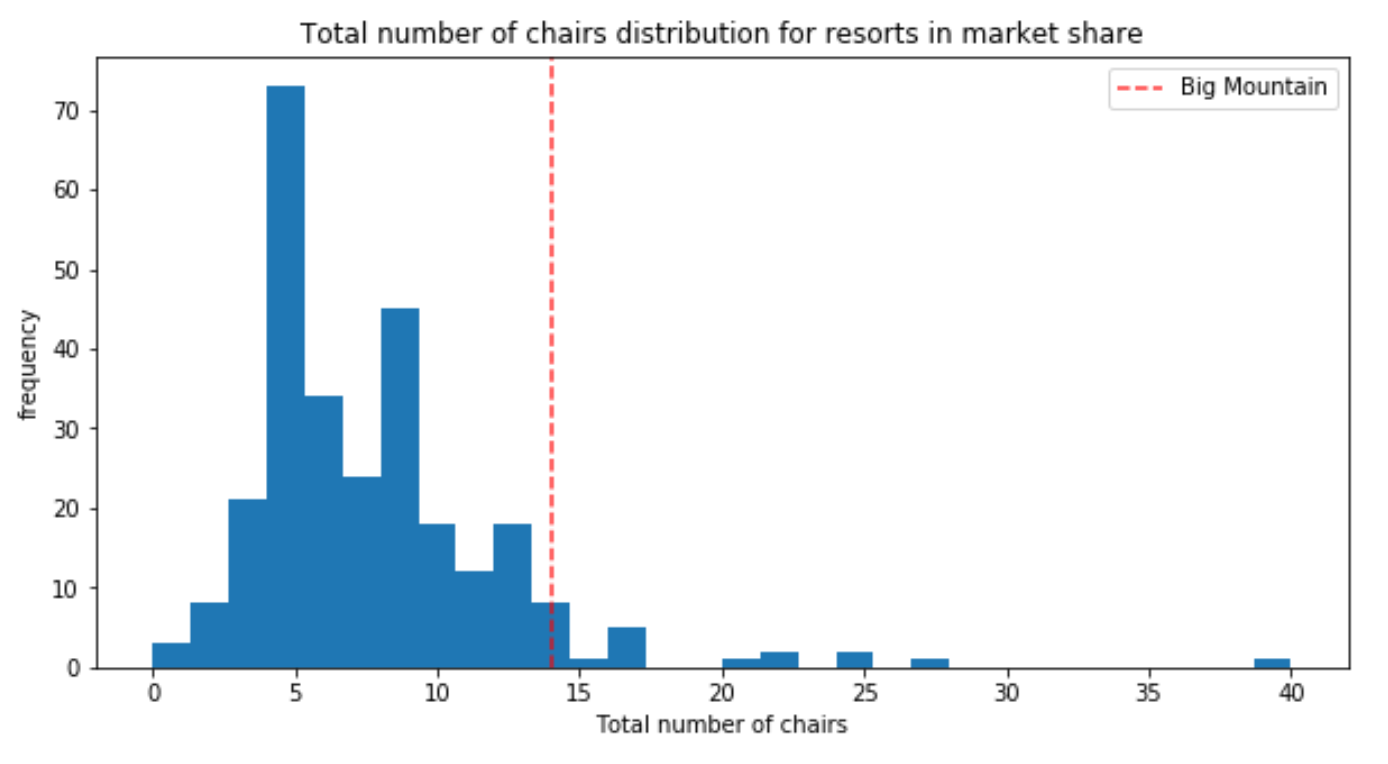 Total number of chairs distribution for resorts in market share
Big Mountain
70
60
50
40
30
20
10
0
frequency
0 5 10 15 20 25 30 35 40
Total number of chairs